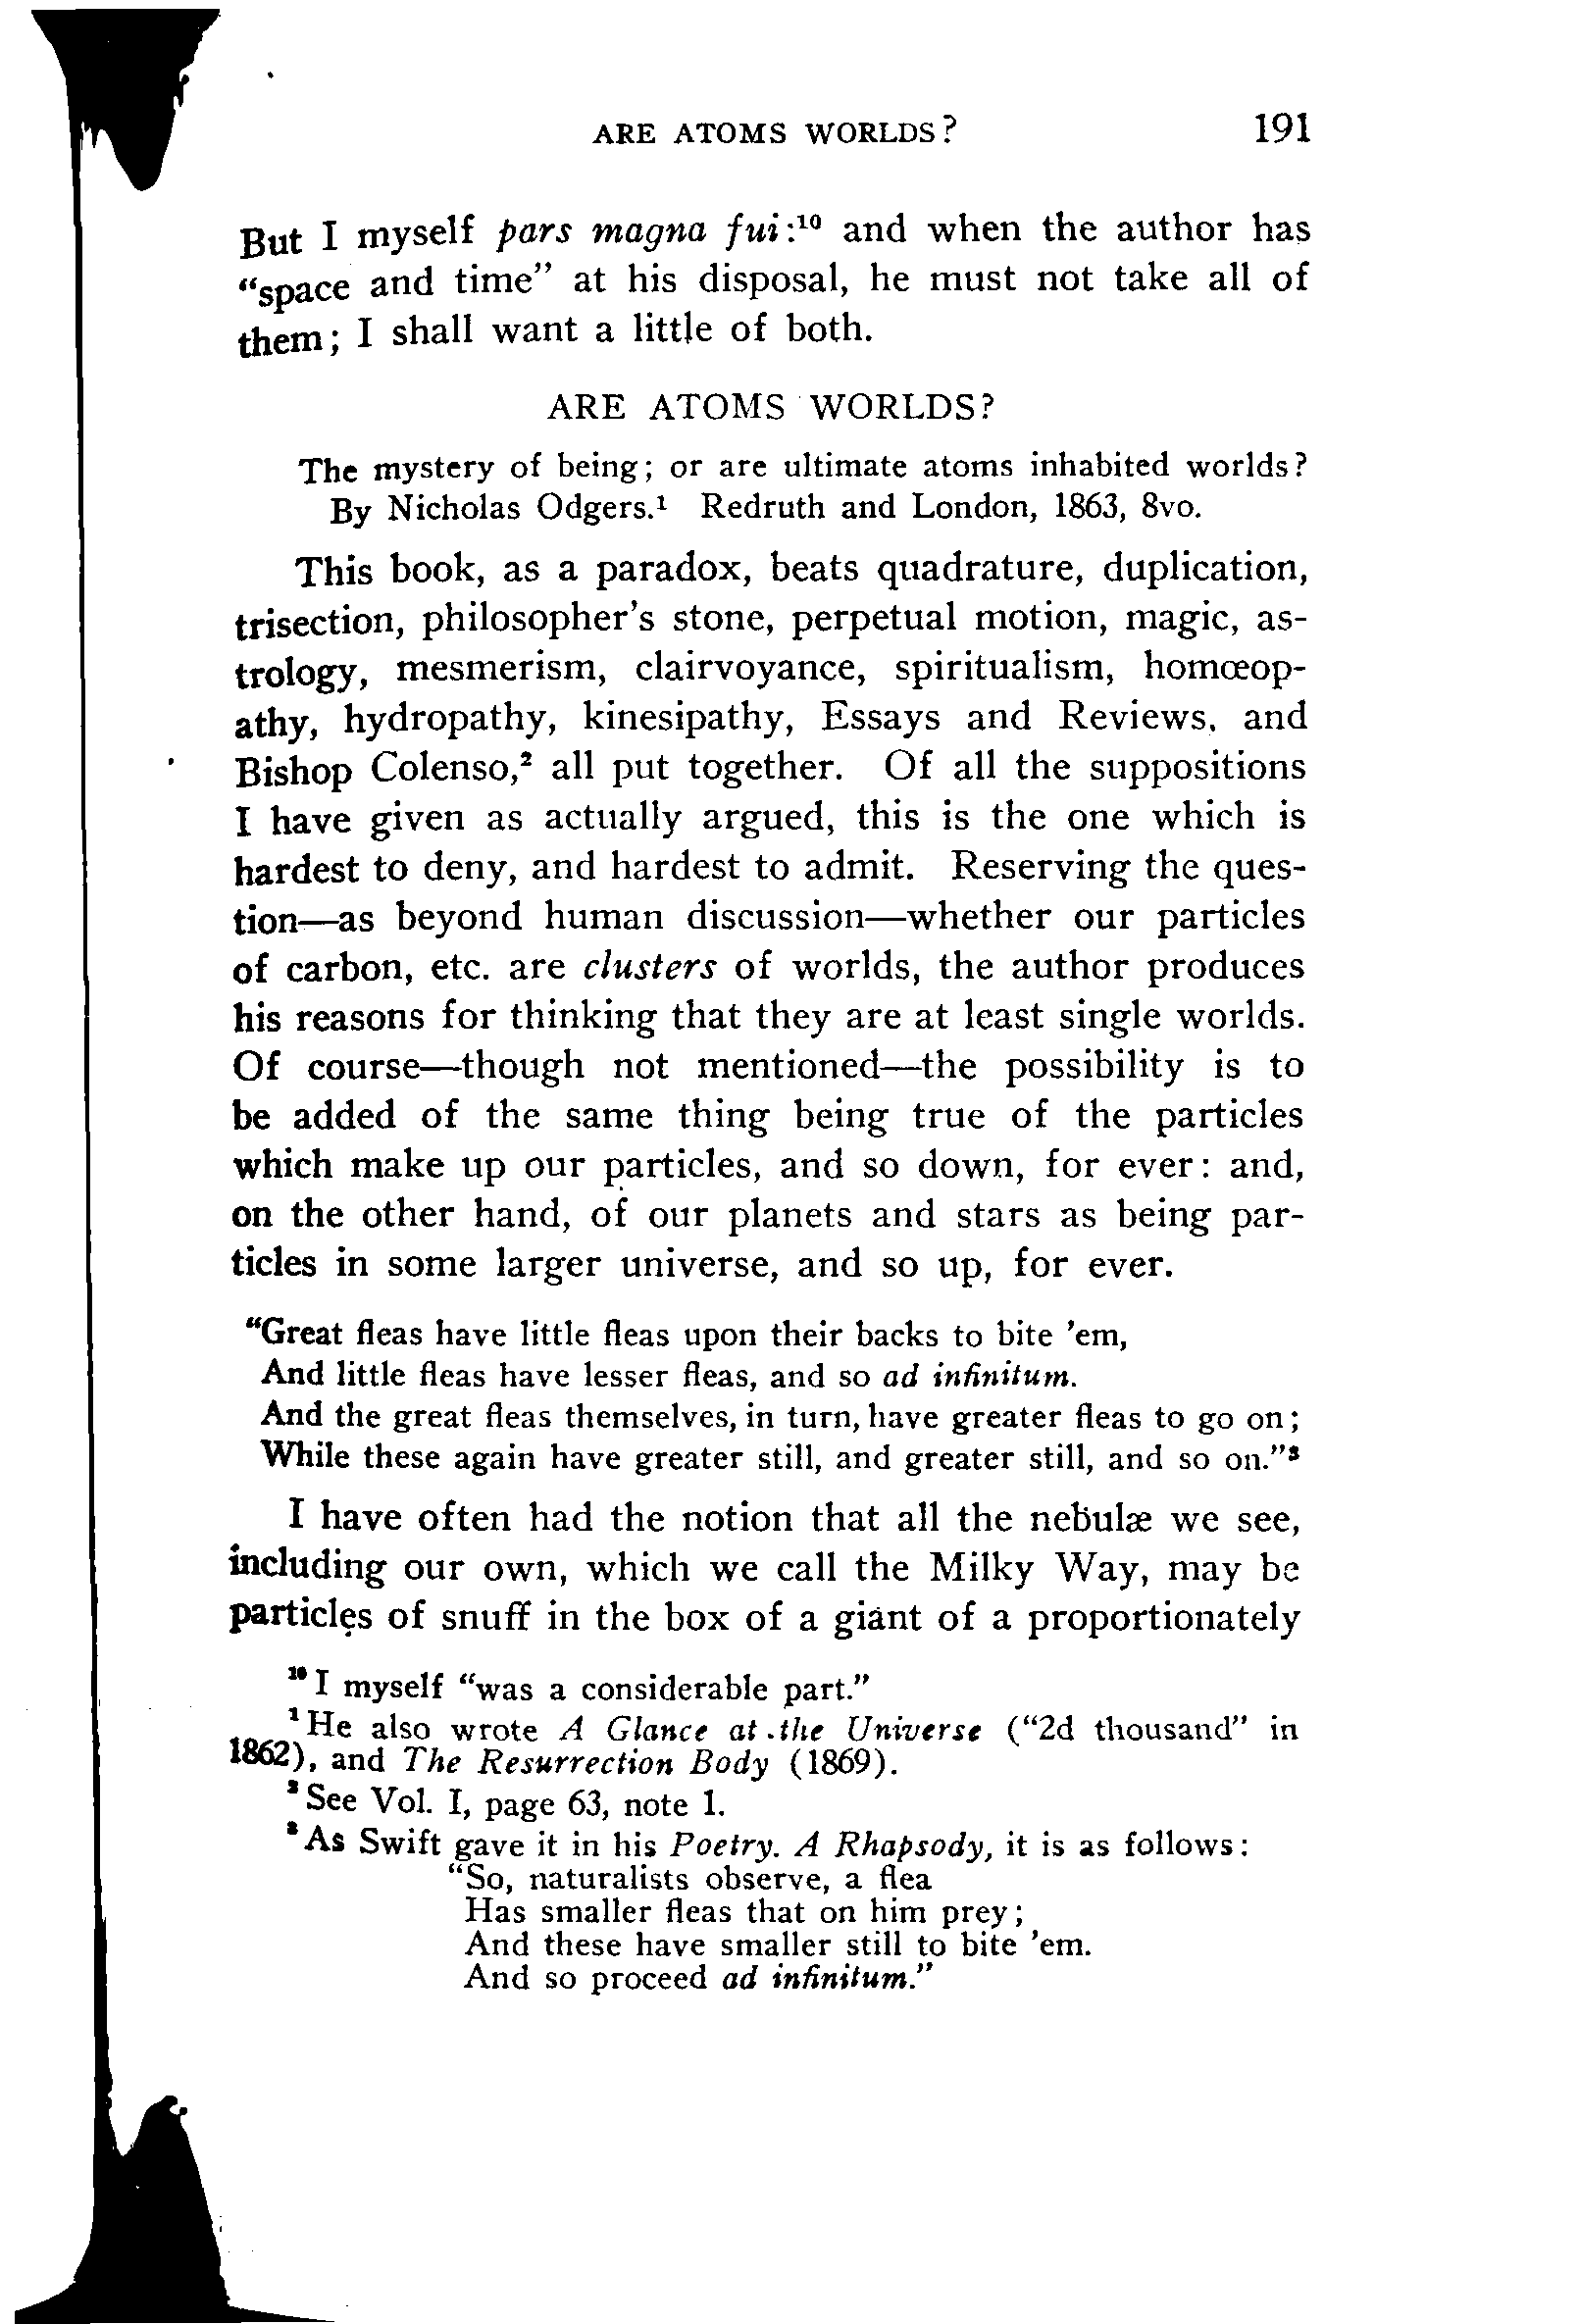 ARE ATOMS WORLDS? 191
But I myself pars magna fui:¹⁰ and when the author has
"space and time" at his disposal, he must not take all of
them; I shall want a little of both.
ARE ATOMS WORLDS?
The mystery of being; or are ultimate atoms inhabited worlds?
By Nicholas Odgers.¹ Redruth and London, 1863, 8vo.
This book, as a paradox, beats quadrature, duplication,
trisection, philosopher's stone, perpetual motion, magic, as-
trology, mesmerism, clairvoyance, spiritualism, homœop-
athy, hydropathy, kinesipathy, Essays and Reviews, and
Bishop Colenso,² all put together. Of all the suppositions
I have given as actually argued, this is the one which is
hardest to deny, and hardest to admit. Reserving the ques-
tion—as beyond human discussion—whether our particles
of carbon, etc. are clusters of worlds, the author produces
his reasons for thinking that they are at least single worlds.
Of course—though not mentioned—the possibility is to
be added of the same thing being true of the particles
which make up our particles, and so down, for ever: and,
on the other hand, of our planets and stars as being par-
ticles in some larger universe, and so up, for ever.
"Great fleas have little fleas upon their backs to bite 'em,
And little fleas have lesser fleas, and so ad infinitum.
And the great fleas themselves, in turn, have greater fleas to go on;
While these again have greater still, and greater still, and so on."³
I have often had the notion that all the nebulæ we see,
including our own, which we call the Milky Way, may be
particles of snuff in the box of a giant of a proportionately
¹⁰ I myself "was a considerable part."
¹ He also wrote A Glance at the Universe ("2d thousand" in
1862), and The Resurrection Body (1869).
² See Vol. I, page 63, note 1.
³ As Swift gave it in his Poetry. A Rhapsody, it is as follows:
"So, naturalists observe, a flea
Has smaller fleas that on him prey;
And these have smaller still to bite 'em.
And so proceed ad infinitum."